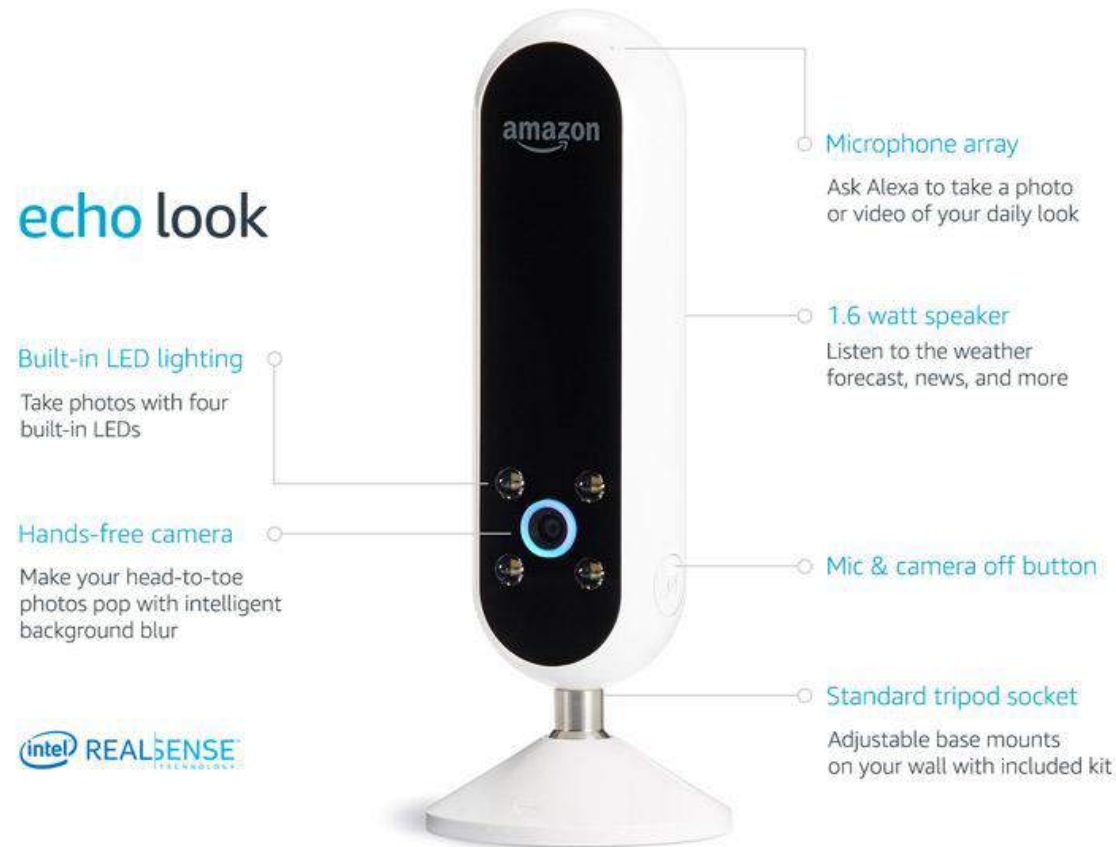 amazon
echo look
Built-in LED lighting
Take photos with four
built-in LEDs
Hands-free camera
Make your head-to-toe
photos pop with intelligent
background blur
intel REALSENSE
TECHNOLOGY
Microphone array
Ask Alexa to take a photo
or video of your daily look
1.6 watt speaker
Listen to the weather
forecast, news, and more
Mic & camera off button
Standard tripod socket
Adjustable base mounts
on your wall with included kit